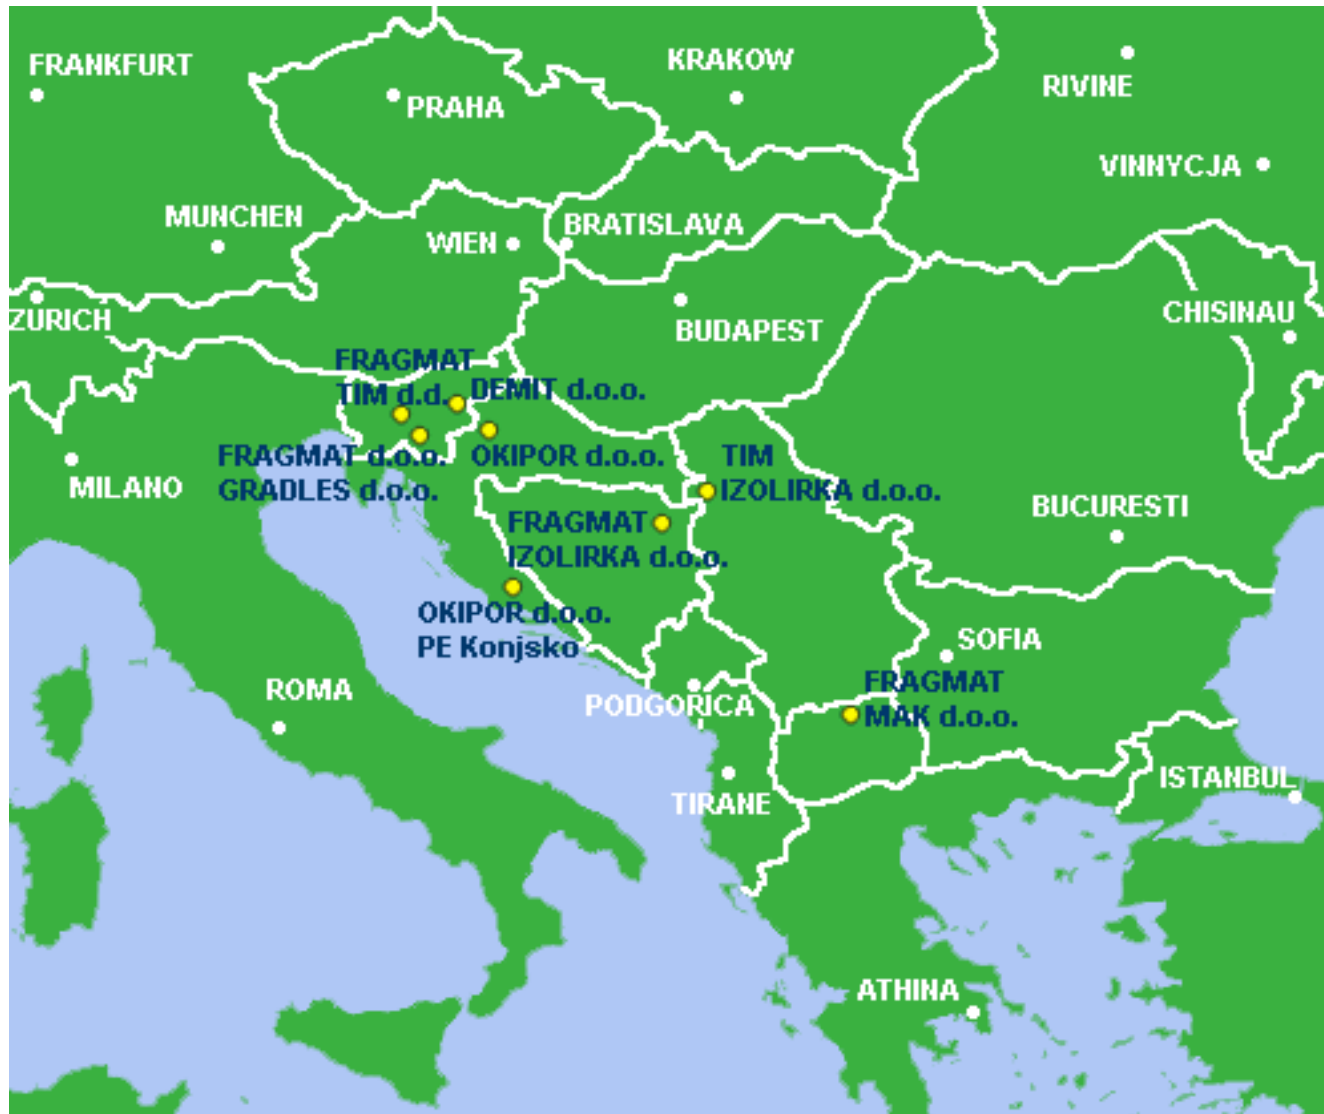 FRANKFURT
KRAKOW
RIVINE
PRAHA
VINNYCJA
MUNCHEN
WIEN
BRATISLAVA
ZURICH
BUDAPEST
CHISINAU
FRAGMAT
TIM d.d.
DEMIT d.o.o.
FRAGMAT d.o.o.
GRADLES d.o.o.
OKIPOR d.o.o.
TIM
IZOLIRKA d.o.o.
MILANO
BUCURESTI
FRAGMAT
IZOLIRKA d.o.o.
OKIPOR d.o.o.
PE Konjsko
SOFIA
ROMA
PODGORICA
FRAGMAT
MAK d.o.o.
TIRANE
ISTANBUL
ATHINA